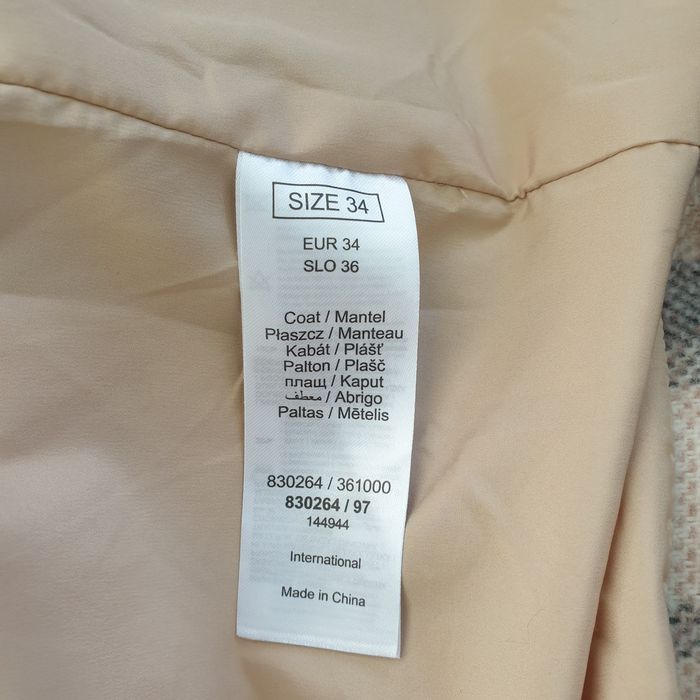 SIZE 34
EUR 34
SLO 36
Coat / Mantel
Płaszcz / Manteau
Kabát / Plášť
Palton / Plašč
плащ / Kaput
معطف / Abrigo
Paltas / Mētelis
830264 / 361000
830264 / 97
144944
International
Made in China